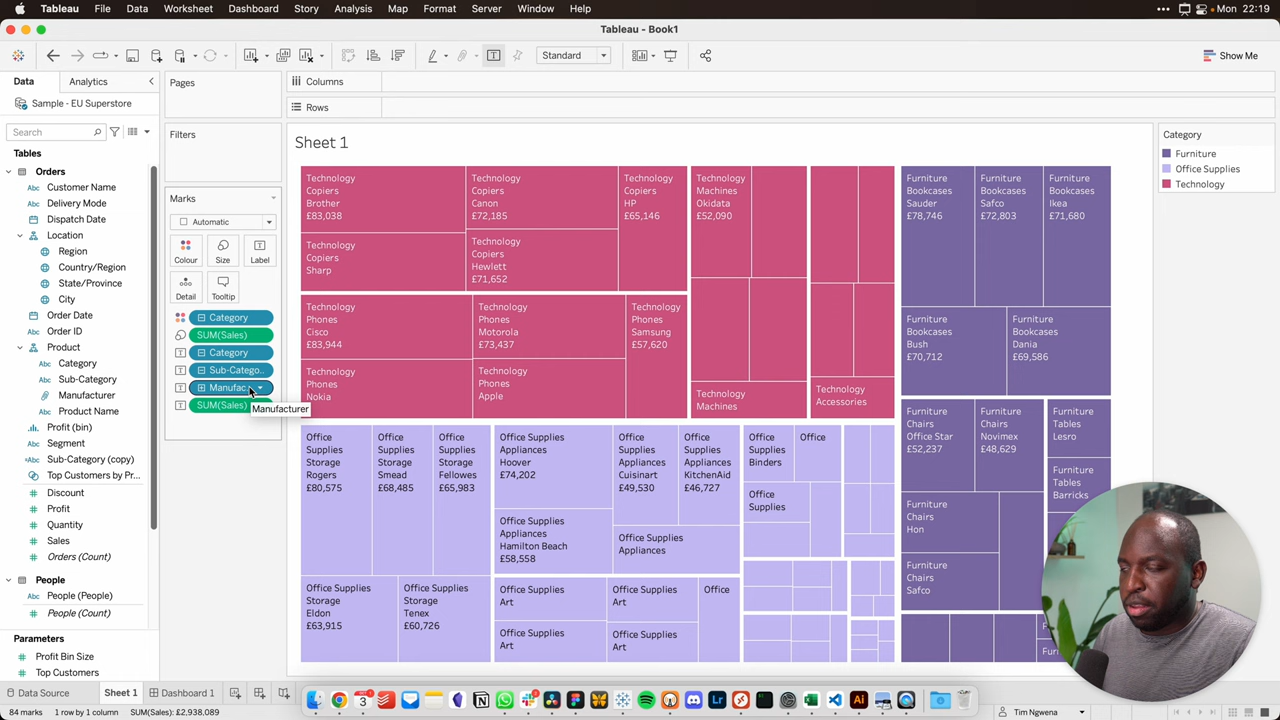 Tableau File Data Worksheet Dashboard Story Analysis Map Format Server Window Help
Mon 22:19
Tableau - Book1
Standard
Show Me
Data Analytics
Sample - EU Superstore
Search
Tables
Orders
Customer Name
Delivery Mode
Dispatch Date
Location
Region
Country/Region
State/Province
City
Order Date
Order ID
Product
Category
Sub-Category
Manufacturer
Product Name
Profit (bin)
Segment
Sub-Category (copy)
Top Customers by Pr...
Discount
Profit
Quantity
Sales
Orders (Count)
People
People (People)
People (Count)
Parameters
Profit Bin Size
Top Customers
Pages
Filters
Marks
Automatic
Colour Size Label
Detail Tooltip
Category
SUM(Sales)
Category
Sub-Catego..
Manufac..
SUM(Sales)
Manufacturer
Columns
Rows
Sheet 1
Technology
Copiers
Brother
£83,038
Technology
Copiers
Canon
£72,185
Technology
Copiers
HP
£65,146
Technology
Copiers
Sharp
Technology
Copiers
Hewlett
£71,652
Technology
Machines
Okidata
£52,090
Technology
Machines
Technology
Accessories
Technology
Phones
Cisco
£83,944
Technology
Phones
Motorola
£73,437
Technology
Phones
Samsung
£57,620
Technology
Phones
Nokia
Technology
Phones
Apple
Furniture
Bookcases
Sauder
£78,746
Furniture
Bookcases
Safco
£72,803
Furniture
Bookcases
Ikea
£71,680
Furniture
Bookcases
Bush
£70,712
Furniture
Bookcases
Dania
£69,586
Furniture
Chairs
Office Star
£52,237
Furniture
Chairs
Novimex
£48,629
Furniture
Tables
Lesro
Furniture
Tables
Barricks
Furniture
Chairs
Hon
Furniture
Chairs
Safco
Office
Supplies
Storage
Rogers
£80,575
Office
Supplies
Storage
Smead
£68,485
Office
Supplies
Storage
Fellowes
£65,983
Office Supplies
Storage
Eldon
£63,915
Office Supplies
Storage
Tenex
£60,726
Office Supplies
Appliances
Hoover
£74,202
Office
Supplies
Appliances
Cuisinart
£49,530
Office
Supplies
Appliances
KitchenAid
£46,727
Office Supplies
Appliances
Hamilton Beach
£58,558
Office Supplies
Appliances
Office Supplies
Art
Office Supplies
Art
Office
Office Supplies
Art
Office Supplies
Art
Office
Supplies
Binders
Office
Office
Supplies
Category
Furniture
Office Supplies
Technology
Data Source Sheet 1 Dashboard 1
84 marks 1 row by 1 column SUM(Sales): £2,938,089
Tim Ngwena